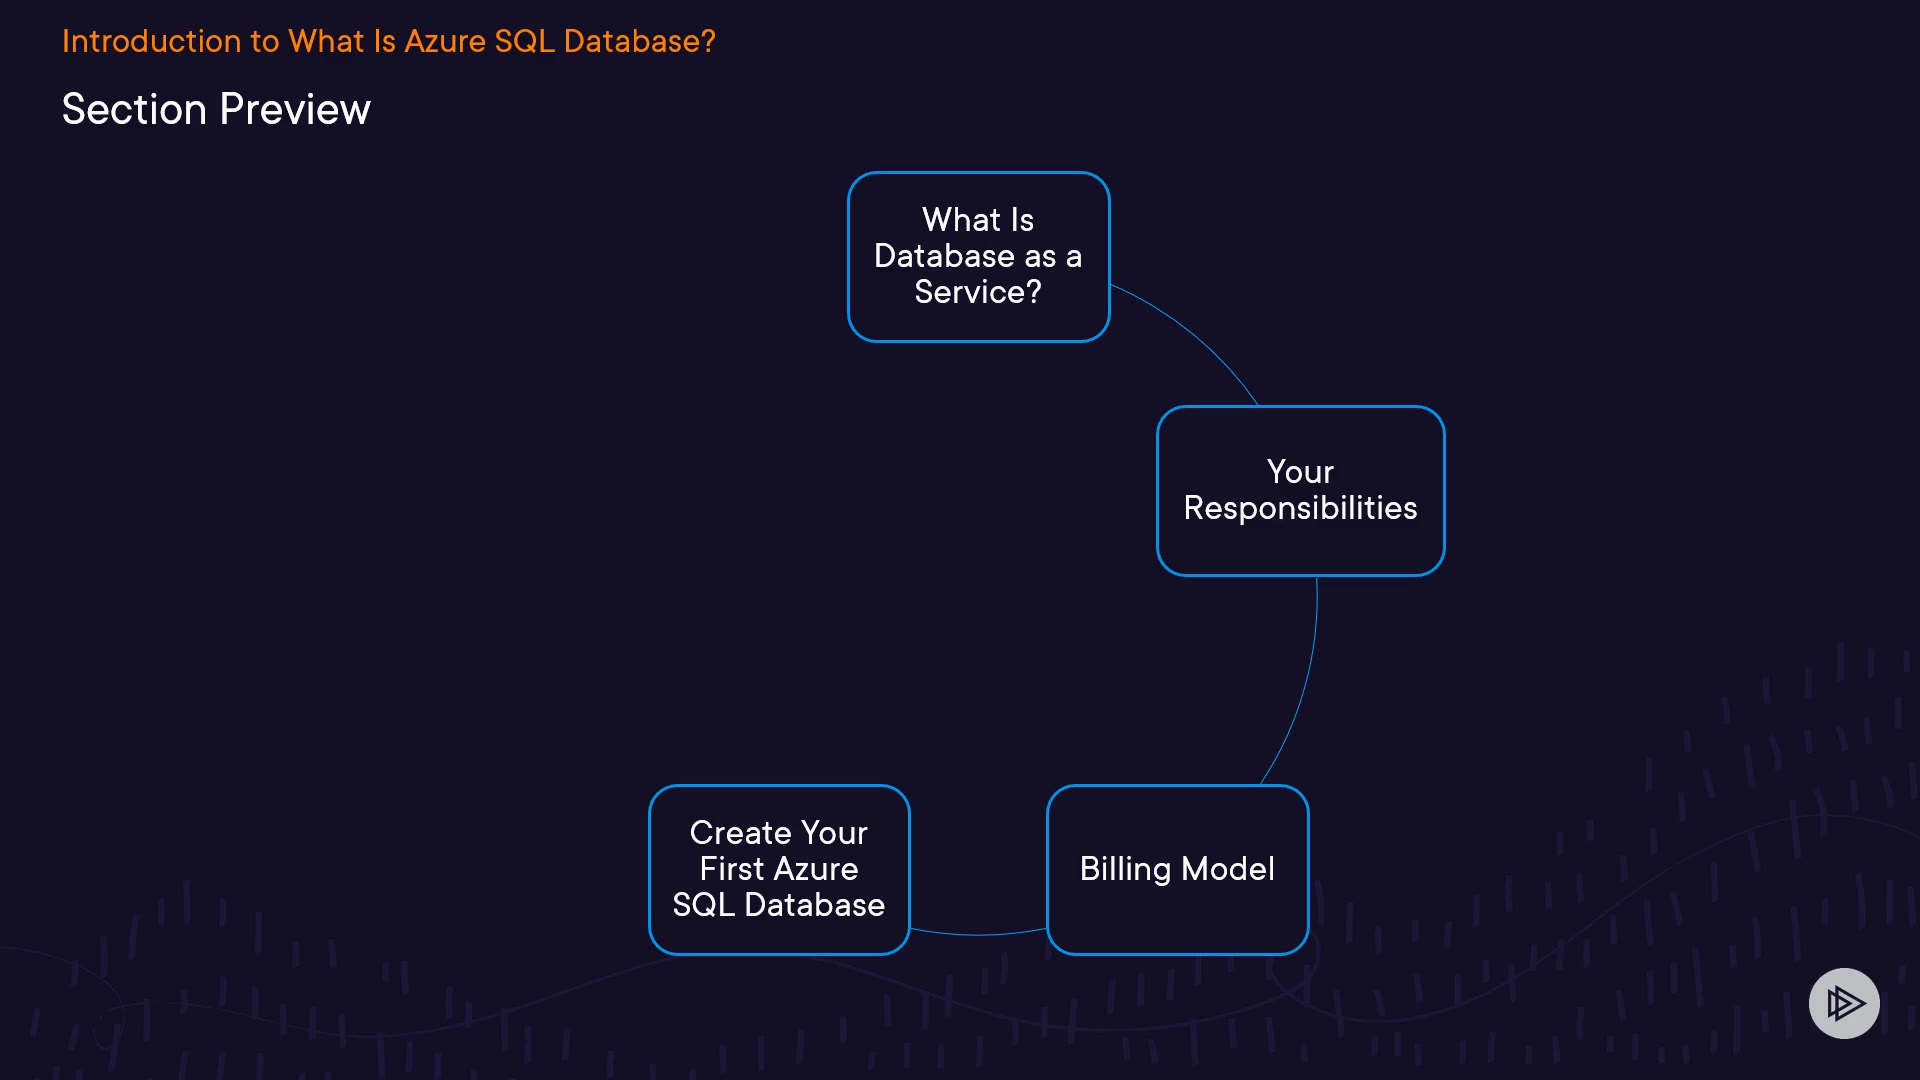 Introduction to What Is Azure SQL Database?
Section Preview
What Is
Database as a
Service?
Your
Responsibilities
Billing Model
Create Your
First Azure
SQL Database